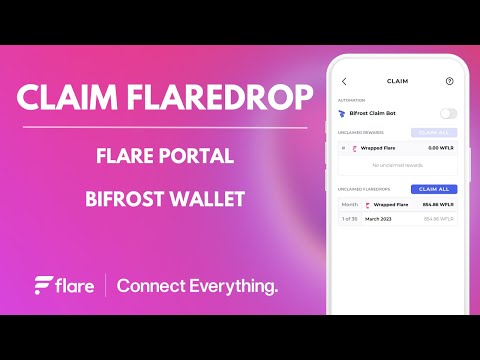 CLAIM FLAREDROP
FLARE PORTAL
BIFROST WALLET
flare | Connect Everything.
CLAIM
AUTOMATION
Bifrost Claim Bot
UNCLAIMED REWARDS CLAIM ALL
# Wrapped Flare 0.00 WFLR
No unclaimed rewards
UNCLAIMED FLAREDROPS CLAIM ALL
Month Wrapped Flare 854.86 WFLR
1 of 36 March 2023 854.86 WFLR